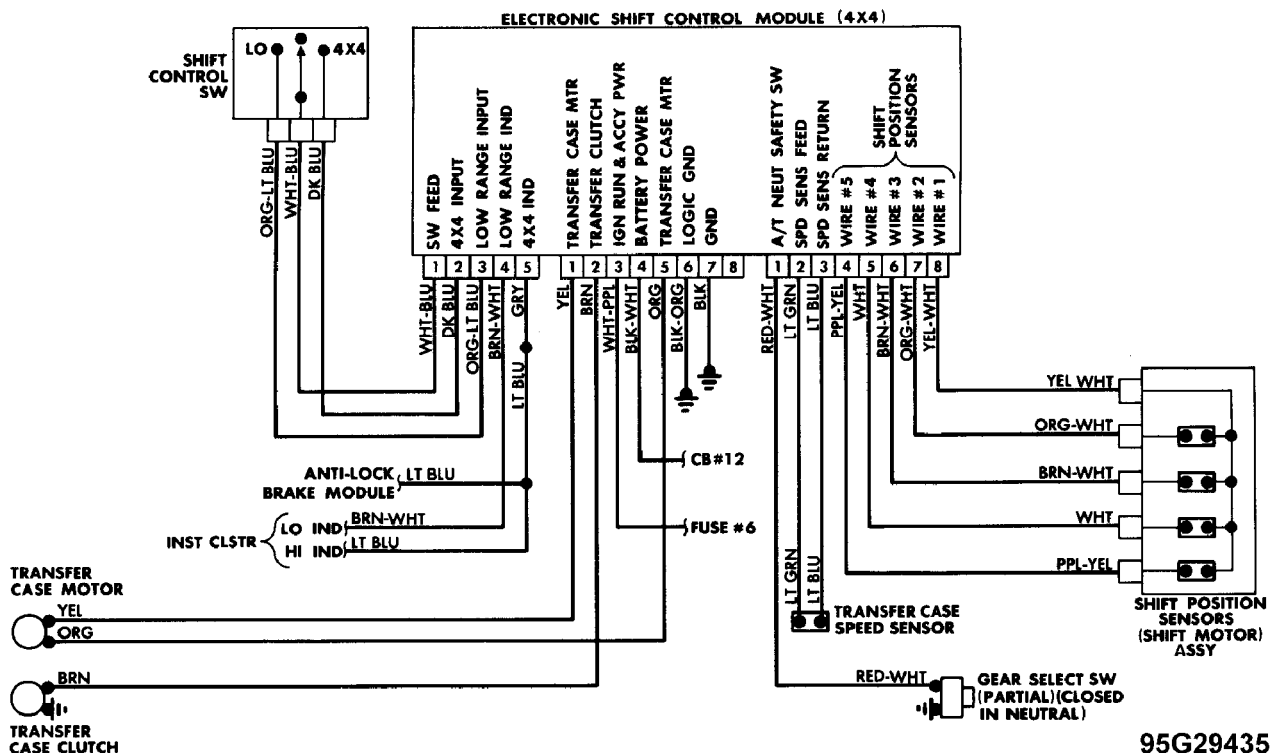 ELECTRONIC SHIFT CONTROL MODULE (4X4)
LO
4X4
SHIFT
CONTROL
SW
ORG-LT BLU
WHT-BLU
DK BLU
SW FEED
4X4 INPUT
LOW RANGE INPUT
LOW RANGE IND
4X4 IND
TRANSFER CASE MTR
TRANSFER CLUTCH
IGN RUN & ACCY PWR
BATTERY POWER
TRANSFER CASE MTR
LOGIC GND
GND
A/T NEUT SAFETY SW
SPD SENS FEED
SPD SENS RETURN
SHIFT
POSITION
SENSORS
WIRE #5
WIRE #4
WIRE #3
WIRE #2
WIRE #1
1 2 3 4 5
1 2 3 4 5 6 7 8
1 2 3 4 5 6 7 8
WHT-BLU
DK BLU
ORG-LT BLU
BRN-WHT
GRY
LT BLU
YEL
BRN
WHT-PPL
BLK-WHT
ORG
BLK-ORG
BLK
RED-WHT
LT GRN
LT BLU
PPL-YEL
WHT
BRN-WHT
ORG-WHT
YEL-WHT
YEL WHT
ORG-WHT
BRN-WHT
WHT
PPL-YEL
CB #12
FUSE #6
ANTI-LOCK
BRAKE MODULE
LT BLU
INST CLSTR
LO IND
BRN-WHT
HI IND
LT BLU
TRANSFER
CASE MOTOR
YEL
ORG
BRN
TRANSFER
CASE CLUTCH
LT GRN
LT BLU
TRANSFER CASE
SPEED SENSOR
SHIFT POSITION
SENSORS
(SHIFT MOTOR)
ASSY
RED-WHT
GEAR SELECT SW
(PARTIAL)(CLOSED
IN NEUTRAL)
95G29435